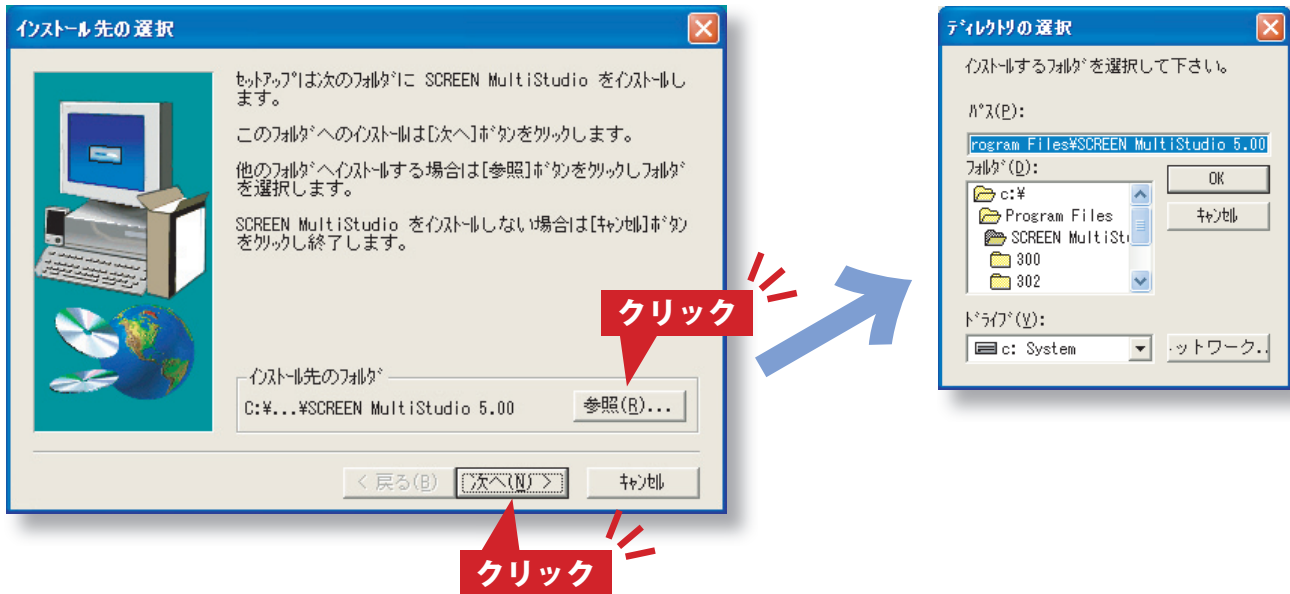 インストール先の選択
ｾｯﾄｱｯﾌﾟは次のﾌｫﾙﾀﾞに SCREEN MultiStudio をｲﾝｽﾄｰﾙし
ます。
このﾌｫﾙﾀﾞへのｲﾝｽﾄｰﾙは[次へ]ﾎﾞﾀﾝをｸﾘｯｸします。
他のﾌｫﾙﾀﾞへｲﾝｽﾄｰﾙする場合は[参照]ﾎﾞﾀﾝをｸﾘｯｸしﾌｫﾙﾀﾞ
を選択します。
SCREEN MultiStudio をｲﾝｽﾄｰﾙしない場合は[ｷｬﾝｾﾙ]ﾎﾞﾀﾝ
をｸﾘｯｸし終了します。
クリック
ｲﾝｽﾄｰﾙ先のﾌｫﾙﾀﾞ
C:¥...¥SCREEN MultiStudio 5.00
参照(R)...
< 戻る(B)
次へ(N) >
ｷｬﾝｾﾙ
クリック
ﾃﾞｨﾚｸﾄﾘの選択
ｲﾝｽﾄｰﾙするﾌｫﾙﾀﾞを選択して下さい。
ﾊﾟｽ(P):
rogram Files¥SCREEN MultiStudio 5.00
ﾌｫﾙﾀﾞ(D):
OK
c:¥
Program Files
ｷｬﾝｾﾙ
SCREEN MultiSt
300
302
ﾄﾞﾗｲﾌﾞ(V):
c: System
ットワーク..